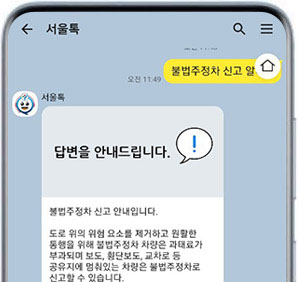 서울톡
오전 11:49
불법주정차 신고 알
서울톡
답변을 안내드립니다.
!
불법주정차 신고 안내입니다.
도로 위의 위험 요소를 제거하고 원활한
통행을 위해 불법주정차 차량은 과태료가
부과되며 보도, 횡단보도, 교차로 등
공유지에 멈춰있는 차량은 불법주정차로
신고할 수 있습니다.